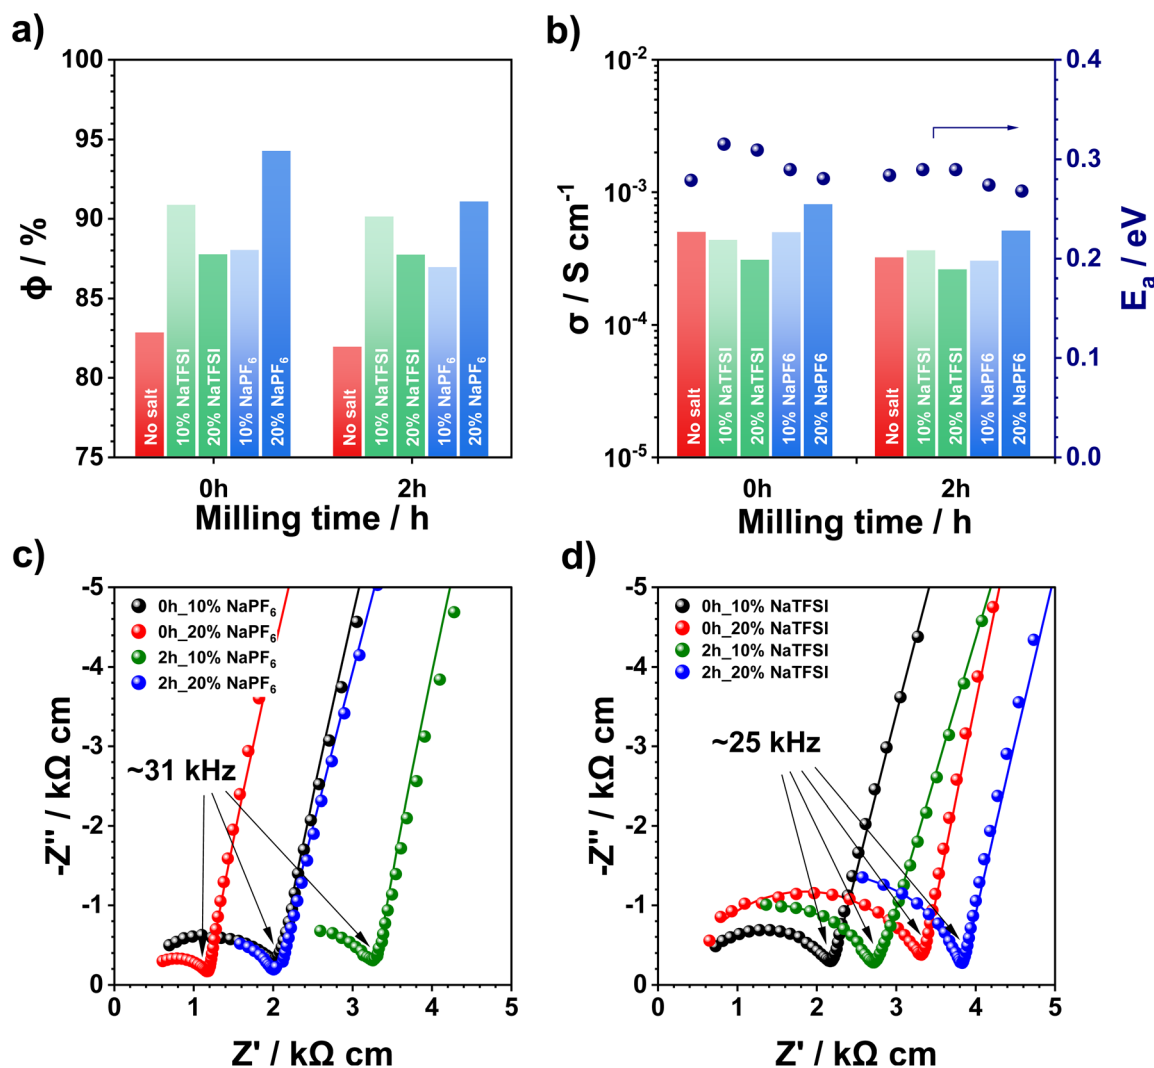 a)
100
95
90
85
80
75
ϕ / %
No salt
10% NaTFSI
20% NaTFSI
10% NaPF₆
20% NaPF₆
No salt
10% NaTFSI
20% NaTFSI
10% NaPF₆
20% NaPF₆
0h
2h
Milling time / h
b)
10⁻²
10⁻³
10⁻⁴
10⁻⁵
σ / S cm⁻¹
0.4
0.3
0.2
0.1
0.0
Eₐ / eV
No salt
10% NaTFSI
20% NaTFSI
10% NaPF6
20% NaPF6
No salt
10% NaTFSI
20% NaTFSI
10% NaPF6
20% NaPF6
0h
2h
Milling time / h
c)
-5
-4
-3
-2
-1
0
-Z'' / kΩ cm
0h_10% NaPF₆
0h_20% NaPF₆
2h_10% NaPF₆
2h_20% NaPF₆
~31 kHz
0
1
2
3
4
5
Z' / kΩ cm
d)
-5
-4
-3
-2
-1
0
-Z'' / kΩ cm
0h_10% NaTFSI
0h_20% NaTFSI
2h_10% NaTFSI
2h_20% NaTFSI
~25 kHz
0
1
2
3
4
5
Z' / kΩ cm